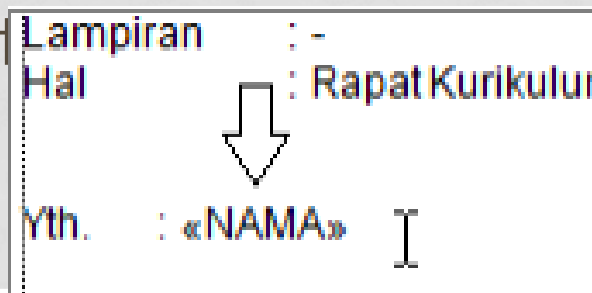 Lampiran : -
Hal : Rapat Kurikulum
Yth. : «NAMA»